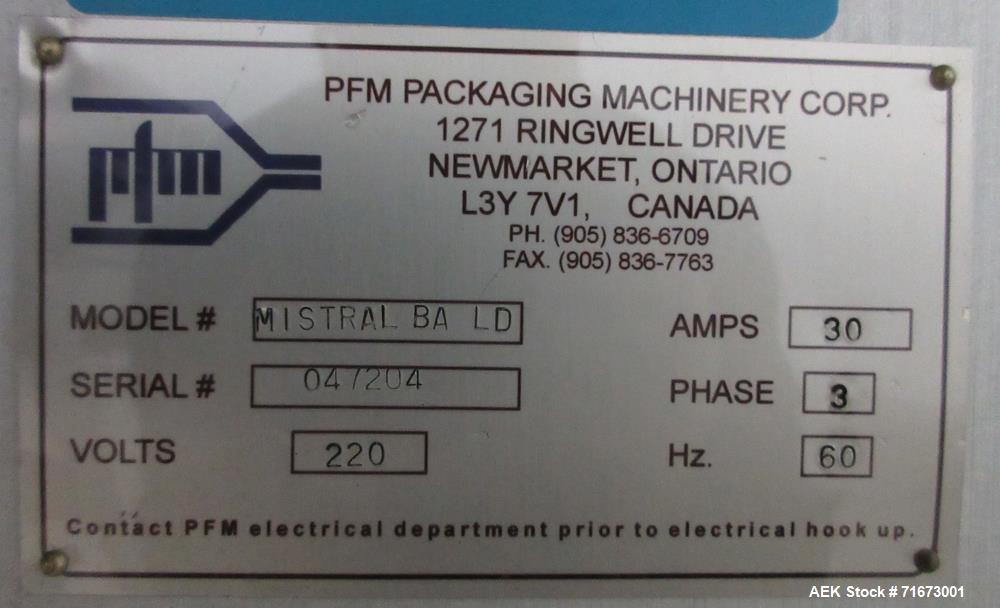 pfm
PFM PACKAGING MACHINERY CORP.
1271 RINGWELL DRIVE
NEWMARKET, ONTARIO
L3Y 7V1, CANADA
PH. (905) 836-6709
FAX. (905) 836-7763
MODEL # MISTRAL BA LD AMPS 30
SERIAL # 047204 PHASE 3
VOLTS 220 Hz. 60
Contact PFM electrical department prior to electrical hook up.
AEK Stock # 71673001